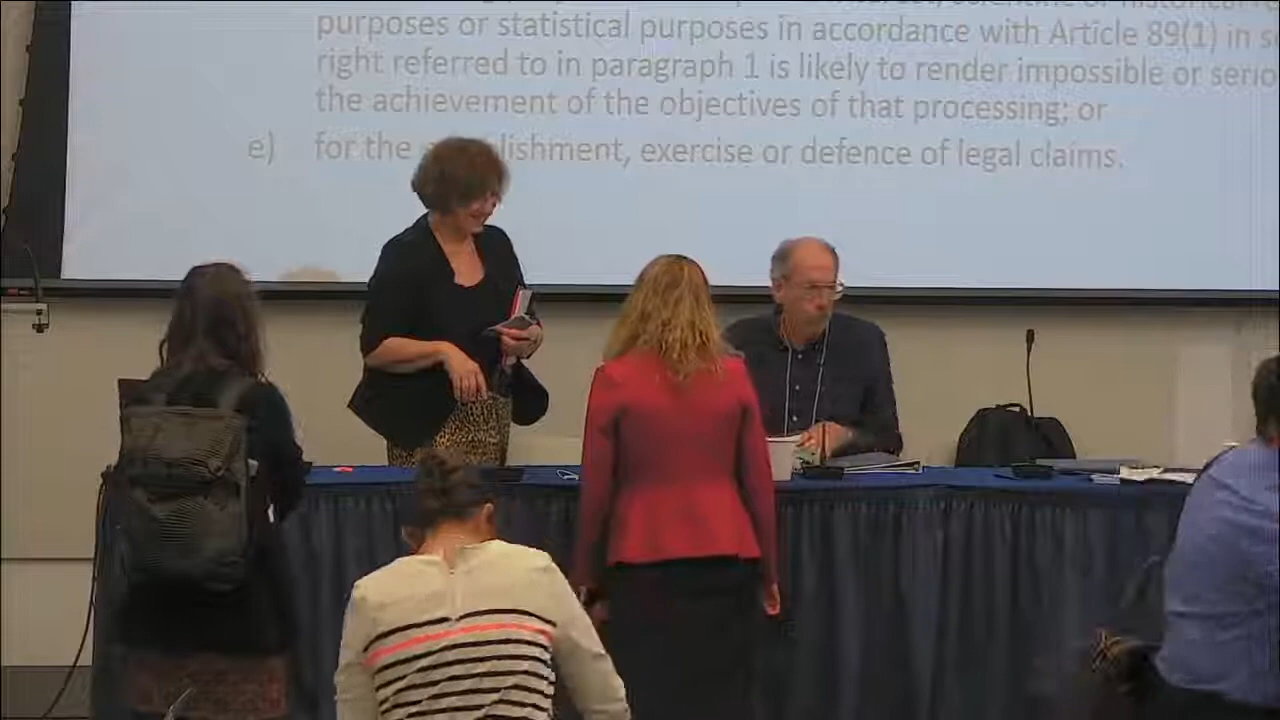 purposes or statistical purposes in accordance with Article 89(1) in
right referred to in paragraph 1 is likely to render impossible or
the achievement of the objectives of that processing; or
e) for the lishment, exercise or defence of legal claims.